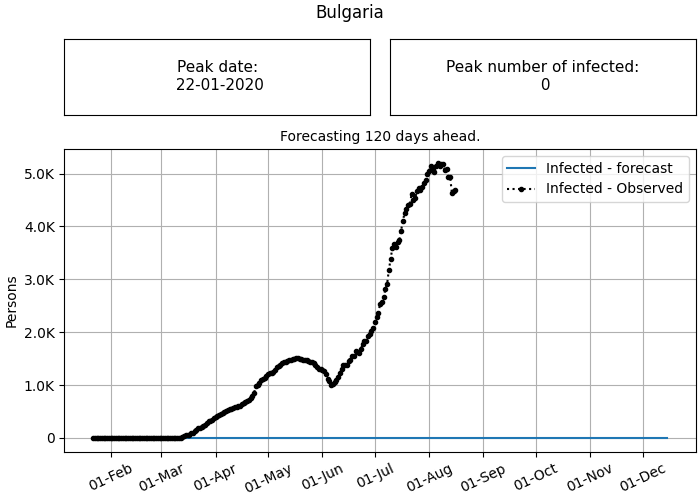 Bulgaria
Peak date:
22-01-2020
Peak number of infected:
0
Forecasting 120 days ahead.
Infected - forecast
Infected - Observed
Persons
5.0K
4.0K
3.0K
2.0K
1.0K
0
01-Feb
01-Mar
01-Apr
01-May
01-Jun
01-Jul
01-Aug
01-Sep
01-Oct
01-Nov
01-Dec